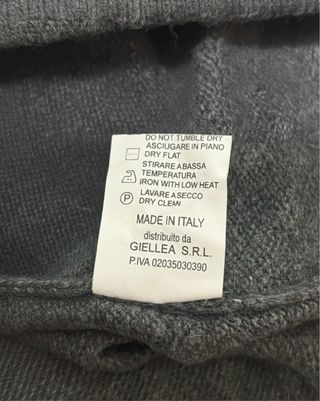 DO NOT TUMBLE DRY
ASCIUGARE IN PIANO
DRY FLAT
STIRARE A BASSA
TEMPERATURA
IRON WITH LOW HEAT
LAVARE A SECCO
P
DRY CLEAN
MADE IN ITALY
distribuito da
GIELLEA S.R.L.
P.IVA 02035030390